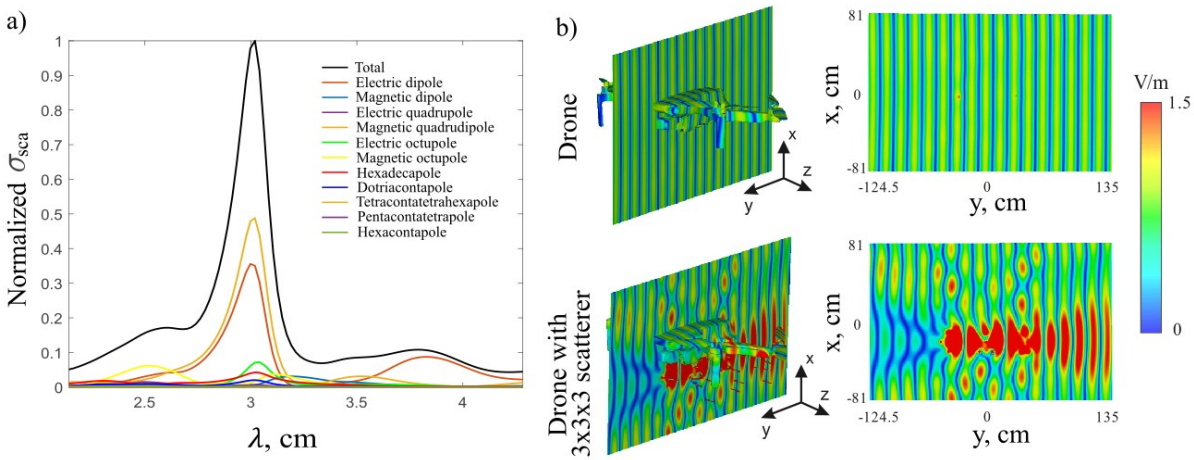 a)
1
0.9
0.8
0.7
0.6
0.5
0.4
0.3
0.2
0.1
0
Normalized σsca
2.5
3
3.5
4
λ, cm
Total
Electric dipole
Magnetic dipole
Electric quadrupole
Magnetic quadrudipole
Electric octupole
Magnetic octupole
Hexadecapole
Dotriacontapole
Tetracontatetrahexapole
Pentacontatetrapole
Hexacontapole
b)
Drone
x
z
y
81
0
-81
x, cm
-124.5
0
135
y, cm
V/m
1.5
0
Drone with
3x3x3 scatterer
x
z
y
81
0
-81
x, cm
-124.5
0
135
y, cm